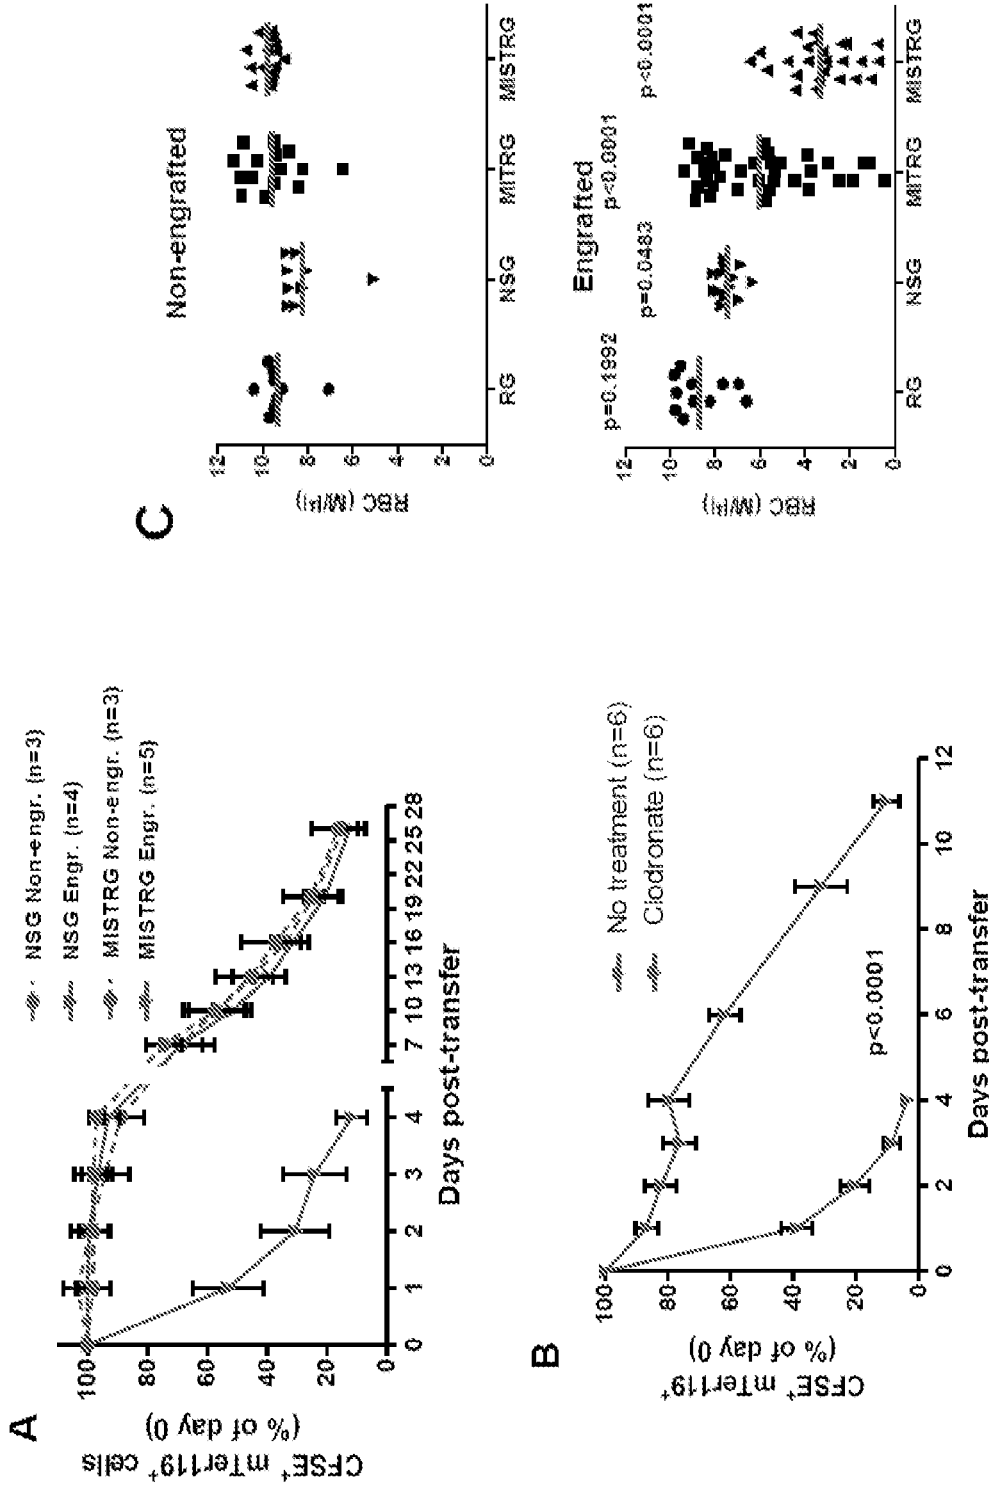 A
CFSE⁺ mTer119⁺ cells
(% of day 0)
100
80
60
40
20
0
0 1 2 3 4 7 10 13 16 19 22 25 28
Days post-transfer
NSG Non-engr. (n=3)
NSG Engr. (n=4)
MISTRG Non-engr. (n=3)
MISTRG Engr. (n=5)
B
CFSE⁺ mTer119⁺
(% of day 0)
100
80
60
40
20
0
0 2 4 6 8 10 12
Days post-transfer
No treatment (n=6)
Clodronate (n=6)
p<0.0001
C
Non-engrafted
RBC (M/µl)
12
10
8
6
4
2
0
RG NSG MITRG MISTRG
Engrafted
p=0.1992 p=0.0483 p<0.0001 p<0.0001
RBC (M/µl)
12
10
8
6
4
2
0
RG NSG MITRG MISTRG